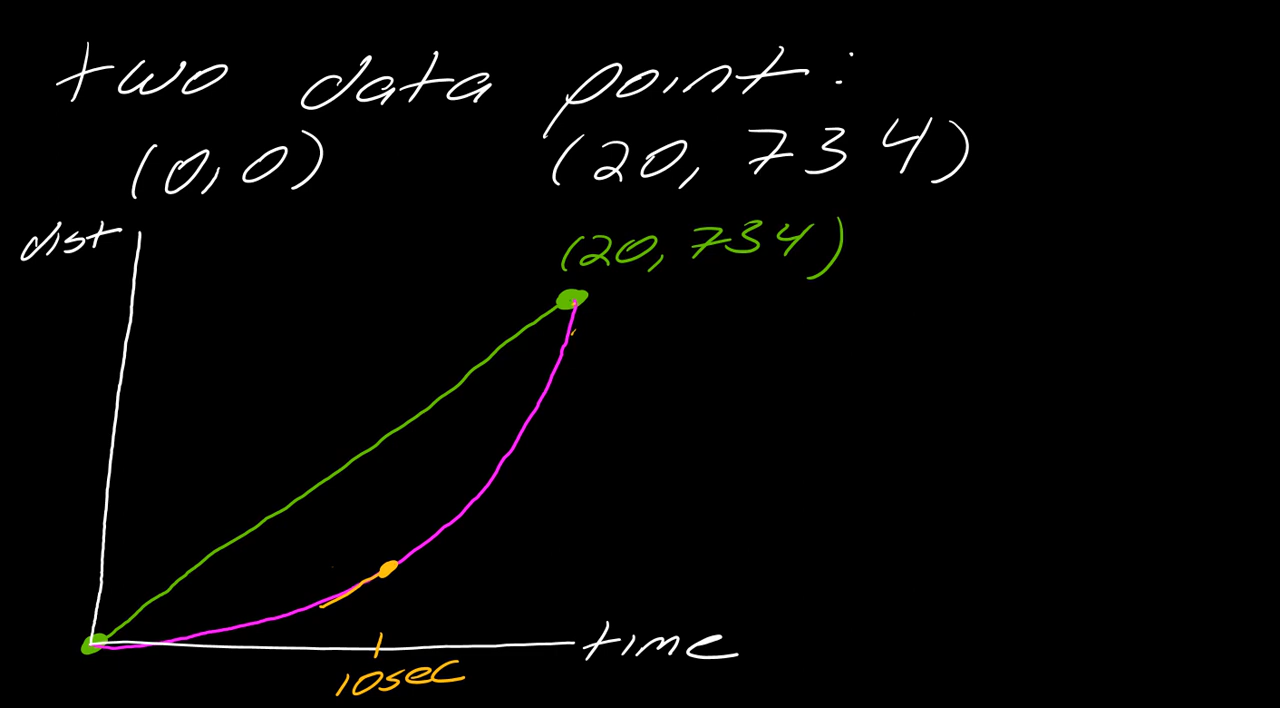 two data point:
(0,0) (20, 734)
dist
(20, 734)
time
10sec